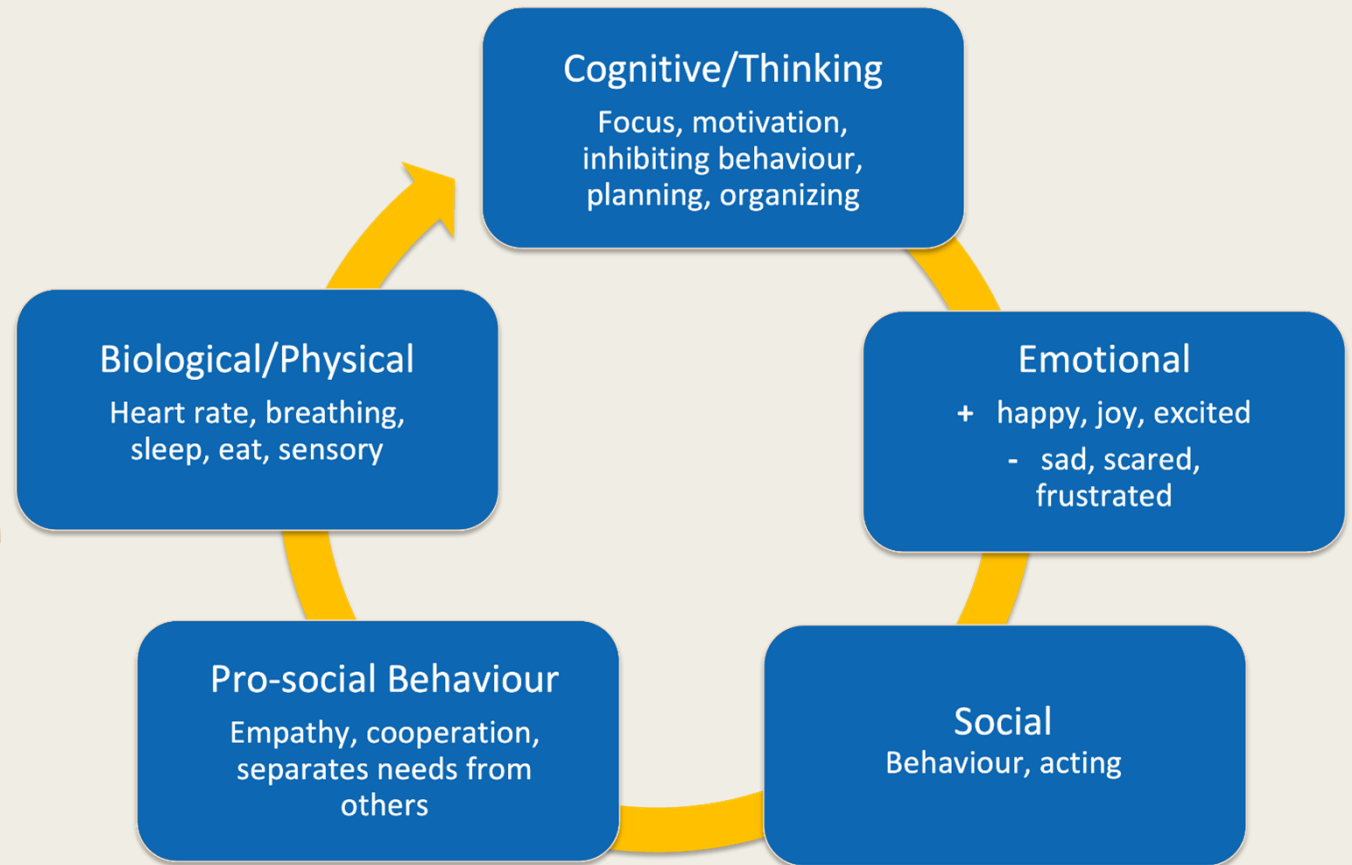 Cognitive/Thinking
Focus, motivation,
inhibiting behaviour,
planning, organizing
Emotional
+ happy, joy, excited
- sad, scared,
frustrated
Social
Behaviour, acting
Pro-social Behaviour
Empathy, cooperation,
separates needs from
others
Biological/Physical
Heart rate, breathing,
sleep, eat, sensory